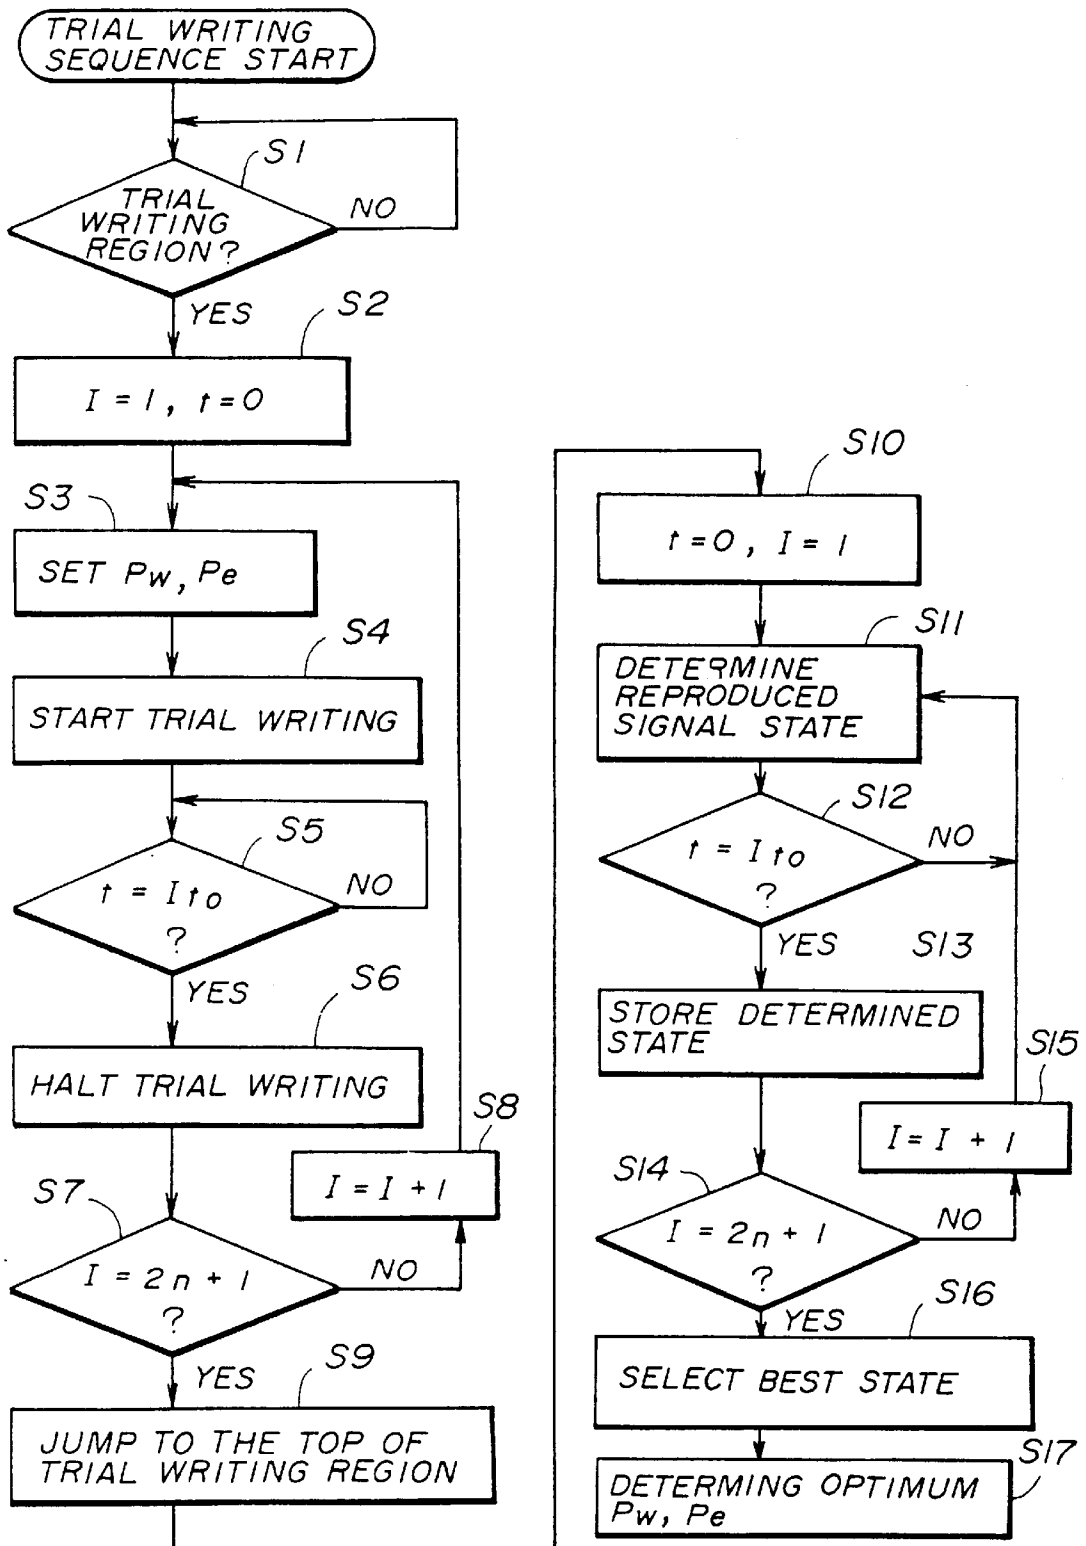 TRIAL WRITING
SEQUENCE START
S1
TRIAL
WRITING
REGION?
NO
YES
S2
I = 1, t=0
S3
SET Pw, Pe
S4
START TRIAL WRITING
S5
t = I to
?
NO
YES
S6
HALT TRIAL WRITING
S8
I = I + 1
S7
I = 2n + 1
?
NO
YES
S9
JUMP TO THE TOP OF
TRIAL WRITING REGION
S10
t=0, I = 1
S11
DETERMINE
REPRODUCED
SIGNAL STATE
S12
t = I to
?
NO
YES
S13
STORE DETERMINED
STATE
S15
I = I + 1
S14
I = 2n + 1
?
NO
YES
S16
SELECT BEST STATE
S17
DETERMING OPTIMUM
Pw, Pe